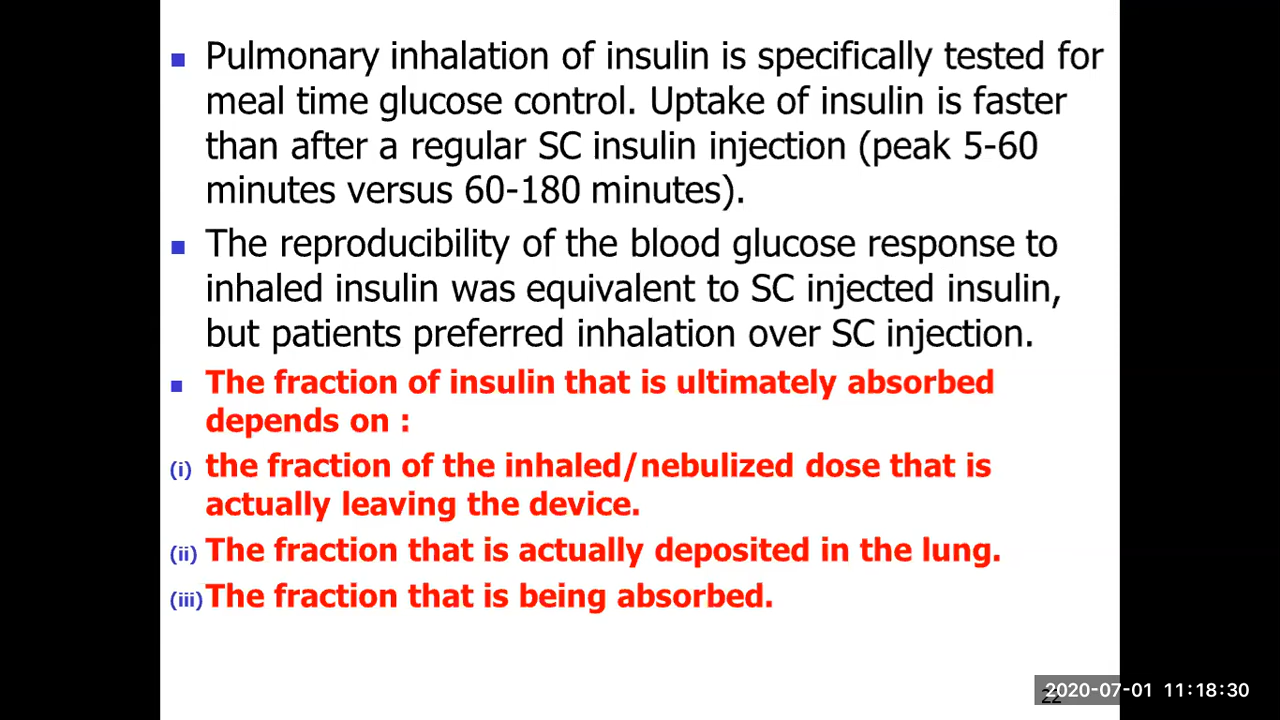 Pulmonary inhalation of insulin is specifically tested for
meal time glucose control. Uptake of insulin is faster
than after a regular SC insulin injection (peak 5-60
minutes versus 60-180 minutes).
The reproducibility of the blood glucose response to
inhaled insulin was equivalent to SC injected insulin,
but patients preferred inhalation over SC injection.
The fraction of insulin that is ultimately absorbed
depends on :
(i) the fraction of the inhaled/nebulized dose that is
actually leaving the device.
(ii) The fraction that is actually deposited in the lung.
(iii) The fraction that is being absorbed.
22
2020-07-01 11:18:30